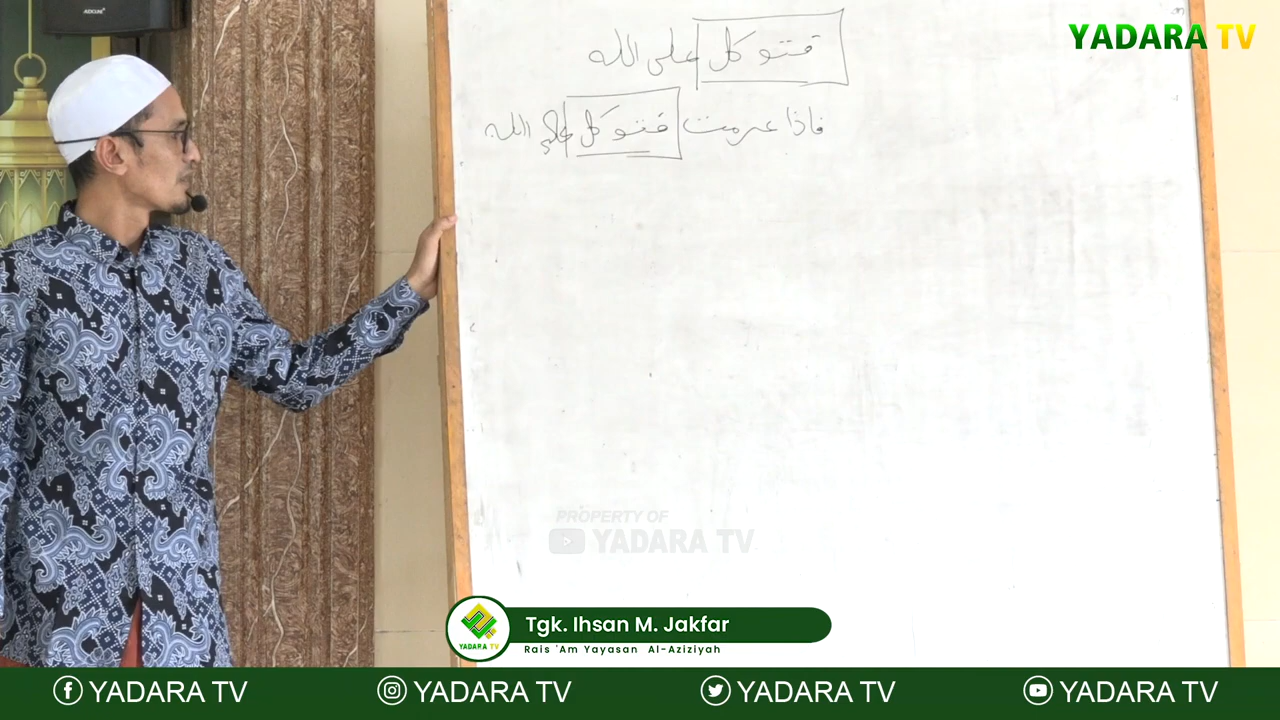 ADKUN
YADARA TV
فتوكل على الله
فاذا عزمت فتوكل على الله
PROPERTY OF
YADARA TV
YADARA TV
Tgk. Ihsan M. Jakfar
Rais 'Am Yayasan Al-Aziziyah
YADARA TV
YADARA TV
YADARA TV
YADARA TV